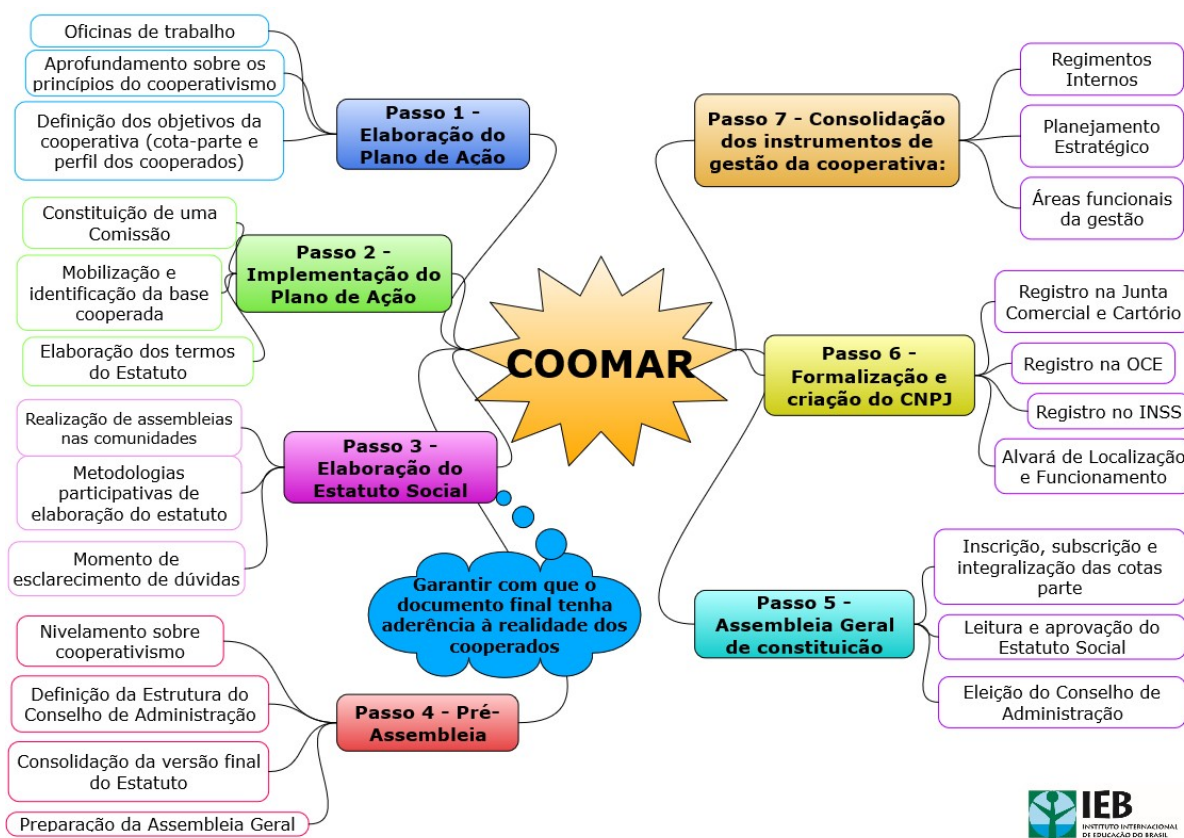 Oficinas de trabalho
Aprofundamento sobre os
princípios do cooperativismo
Definição dos objetivos da
cooperativa (cota-parte e
perfil dos cooperados)
Passo 1 -
Elaboração do
Plano de Ação
Constituição de uma
Comissão
Mobilização e
identificação da base
cooperada
Elaboração dos termos
do Estatuto
Passo 2 -
Implementação do
Plano de Ação
Realização de assembleias
nas comunidades
Metodologias
participativas de
elaboração do estatuto
Momento de
esclarecimento de dúvidas
Passo 3 -
Elaboração do
Estatuto Social
Garantir com que o
documento final tenha
aderência à realidade dos
cooperados
Nivelamento sobre
cooperativismo
Definição da Estrutura do
Conselho de Administração
Consolidação da versão final
do Estatuto
Preparação da Assembleia Geral
Passo 4 - Pré-
Assembleia
COOMAR
Passo 7 - Consolidação
dos instrumentos de
gestão da cooperativa:
Regimentos
Internos
Planejamento
Estratégico
Áreas funcionais
da gestão
Passo 6 -
Formalização e
criação do CNPJ
Registro na Junta
Comercial e Cartório
Registro na OCE
Registro no INSS
Alvará de Localização
e Funcionamento
Passo 5 -
Assembleia Geral
de constituicão
Inscrição, subscrição e
integralização das cotas
parte
Leitura e aprovação do
Estatuto Social
Eleição do Conselho de
Administração
IEB
INSTITUTO INTERNACIONAL
DE EDUCAÇÃO DO BRASIL